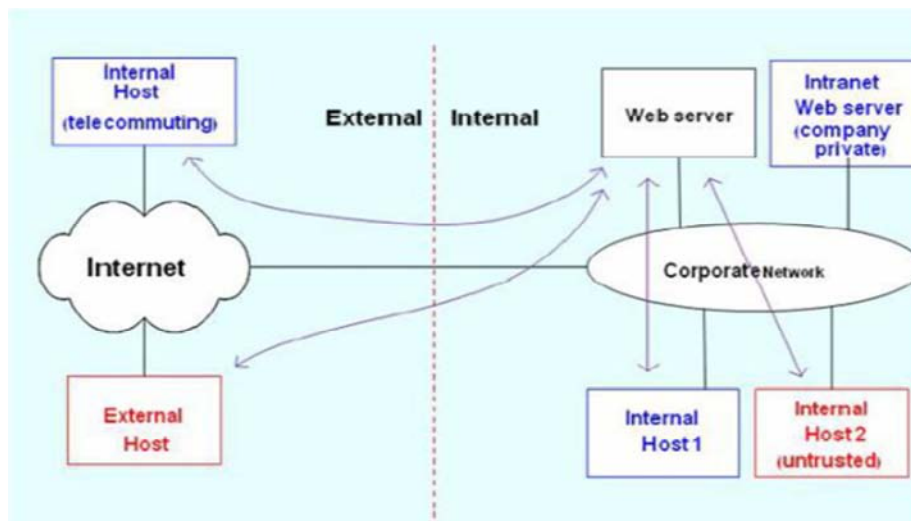 Internal
Host
(telecommuting)
External
Internal
Web server
Intranet
Web server
(company
private)
Internet
Corporate Network
External
Host
Internal
Host 1
Internal
Host 2
(untrusted)